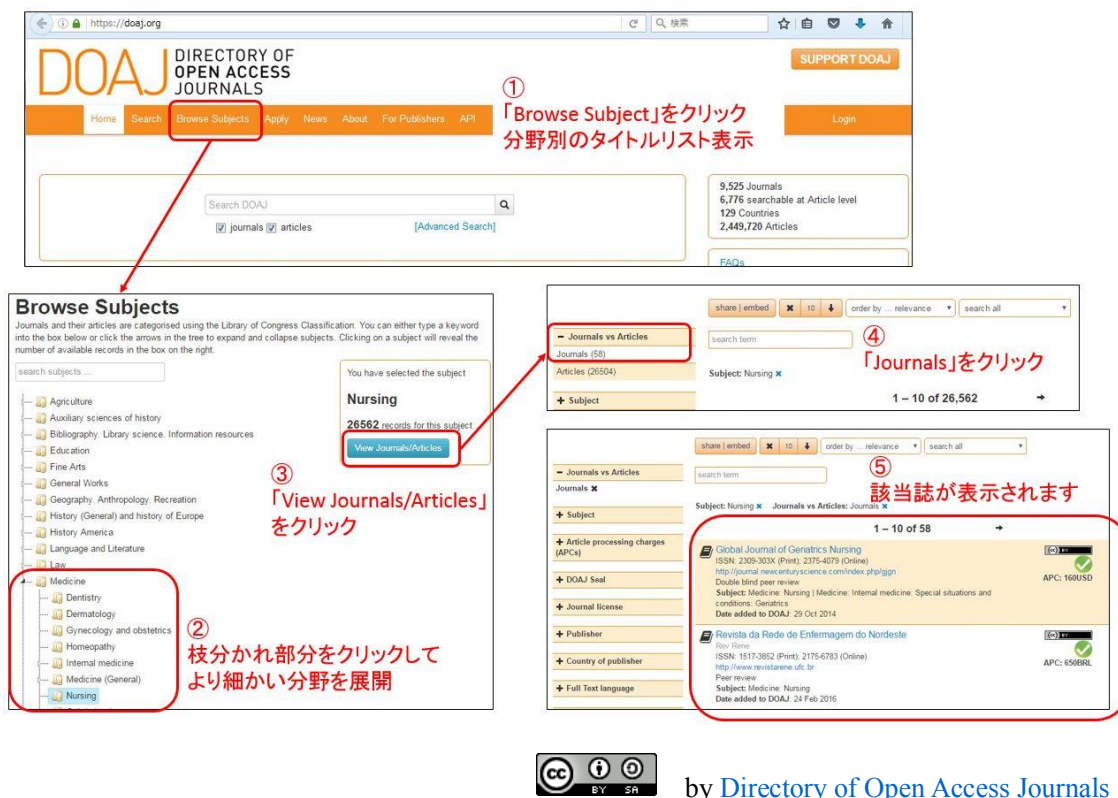 https://doaj.org
検索
DOAJ
DIRECTORY OF
OPEN ACCESS
JOURNALS
SUPPORT DOAJ
Home Search Browse Subjects Apply News About For Publishers API
Login
①
「Browse Subject」をクリック
分野別のタイトルリスト表示
Search DOAJ
journals articles
[Advanced Search]
9,525 Journals
6,776 searchable at Article level
129 Countries
2,449,720 Articles
FAQs
Browse Subjects
Journals and their articles are categorised using the Library of Congress Classification. You can either type a keyword
into the box below or click the arrows in the tree to expand and collapse subjects. Clicking on a subject will reveal the
number of available records in the box on the right.
search subjects ...
Agriculture
Auxiliary sciences of history
Bibliography. Library science. Information resources
Education
Fine Arts
General Works
Geography. Anthropology. Recreation
History (General) and history of Europe
History America
Language and Literature
Law
Medicine
Dentistry
Dermatology
Gynecology and obstetrics
Homeopathy
Internal medicine
Medicine (General)
Nursing
②
枝分かれ部分をクリックして
より細かい分野を展開
You have selected the subject
Nursing
26562 records for this subject
View Journals/Articles
③
「View Journals/Articles」
をクリック
share | embed 10 order by ... relevance search all
− Journals vs Articles
Journals (58)
Articles (26504)
+ Subject
search term
Subject: Nursing ✖
④
「Journals」をクリック
1 – 10 of 26,562
share | embed 10 order by ... relevance search all
− Journals vs Articles
Journals ✖
+ Subject
+ Article processing charges
(APCs)
+ DOAJ Seal
+ Journal license
+ Publisher
+ Country of publisher
+ Full Text language
search term
⑤
該当誌が表示されます
Subject: Nursing ✖ Journals vs Articles: Journals ✖
1 – 10 of 58
Global Journal of Geriatrics Nursing
ISSN: 2309-303X (Print); 2375-4079 (Online)
http://journal.newcenturyscience.com/index.php/gjgn
Double blind peer review
Subject: Medicine: Nursing | Medicine: Internal medicine: Special situations and
conditions: Geriatrics
Date added to DOAJ: 29 Oct 2014
APC: 160USD
Revista da Rede de Enfermagem do Nordeste
Rev Rene
ISSN: 1517-3852 (Print); 2175-6783 (Online)
http://www.revistarene.ufc.br
Peer review
Subject: Medicine: Nursing
Date added to DOAJ: 24 Feb 2016
APC: 650BRL
cc BY SA
by Directory of Open Access Journals